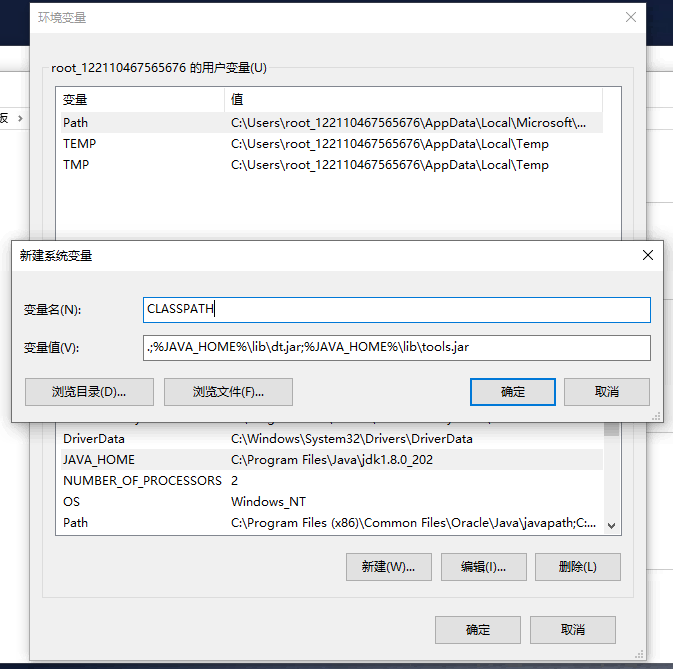 环境变量
root_122110467565676 的用户变量(U)
变量 值
Path C:\Users\root_122110467565676\AppData\Local\Microsoft\...
TEMP C:\Users\root_122110467565676\AppData\Local\Temp
TMP C:\Users\root_122110467565676\AppData\Local\Temp
新建系统变量
变量名(N): CLASSPATH
变量值(V): .;%JAVA_HOME%\lib\dt.jar;%JAVA_HOME%\lib\tools.jar
浏览目录(D)... 浏览文件(F)... 确定 取消
DriverData C:\Windows\System32\Drivers\DriverData
JAVA_HOME C:\Program Files\Java\jdk1.8.0_202
NUMBER_OF_PROCESSORS 2
OS Windows_NT
Path C:\Program Files (x86)\Common Files\Oracle\Java\javapath;C:...
新建(W)... 编辑(I)... 删除(L)
确定 取消